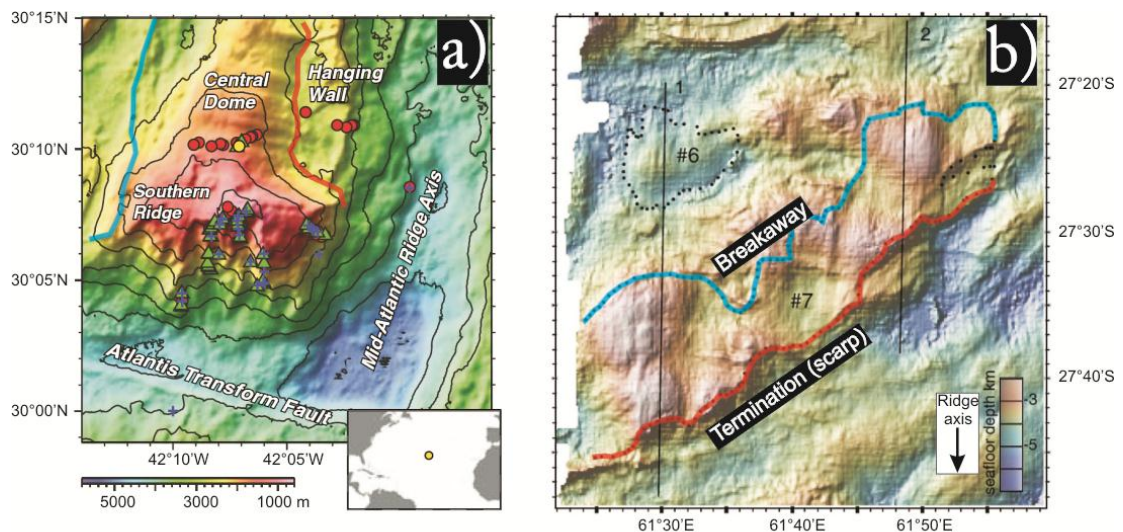 a)
30°15'N
30°10'N
30°05'N
30°00'N
Central
Dome
Hanging
Wall
Southern
Ridge
Mid-Atlantic Ridge Axis
Atlantis Transform Fault
42°10'W
42°05'W
5000
3000
1000 m
b)
1
2
#6
#7
Breakaway
Termination (scarp)
27°20'S
27°30'S
27°40'S
Ridge
axis
seafloor depth km
-3
-5
61°30'E
61°40'E
61°50'E